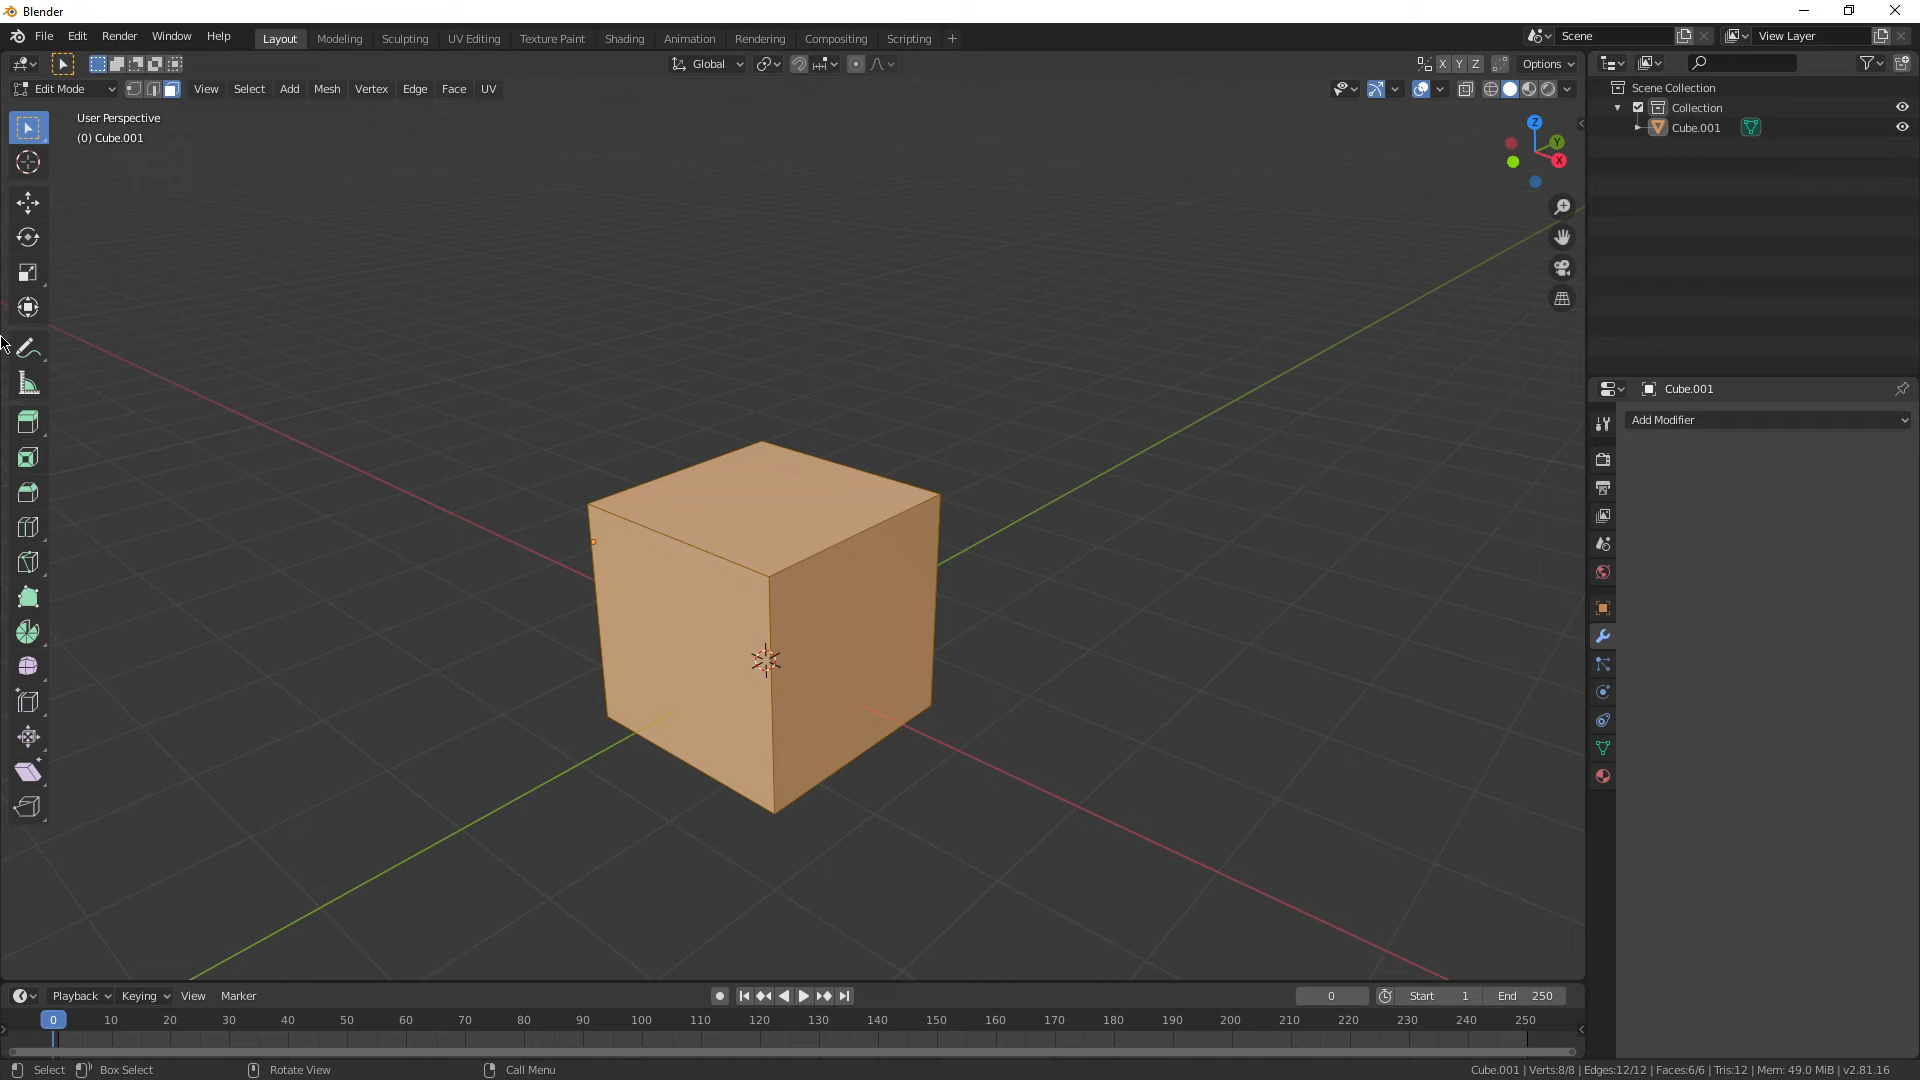 Blender
File Edit Render Window Help
Layout Modeling Sculpting UV Editing Texture Paint Shading Animation Rendering Compositing Scripting +
Scene
View Layer
Global
X Y Z
Options
Edit Mode
View Select Add Mesh Vertex Edge Face UV
User Perspective
(0) Cube.001
Z
Y
X
Scene Collection
Collection
Cube.001
Cube.001
Add Modifier
Playback Keying View Marker
0
Start 1
End 250
0 10 20 30 40 50 60 70 80 90 100 110 120 130 140 150 160 170 180 190 200 210 220 230 240 250
Select Box Select Rotate View Call Menu
Cube.001 | Verts:8/8 | Edges:12/12 | Faces:6/6 | Tris:12 | Mem: 49.0 MiB | v2.81.16